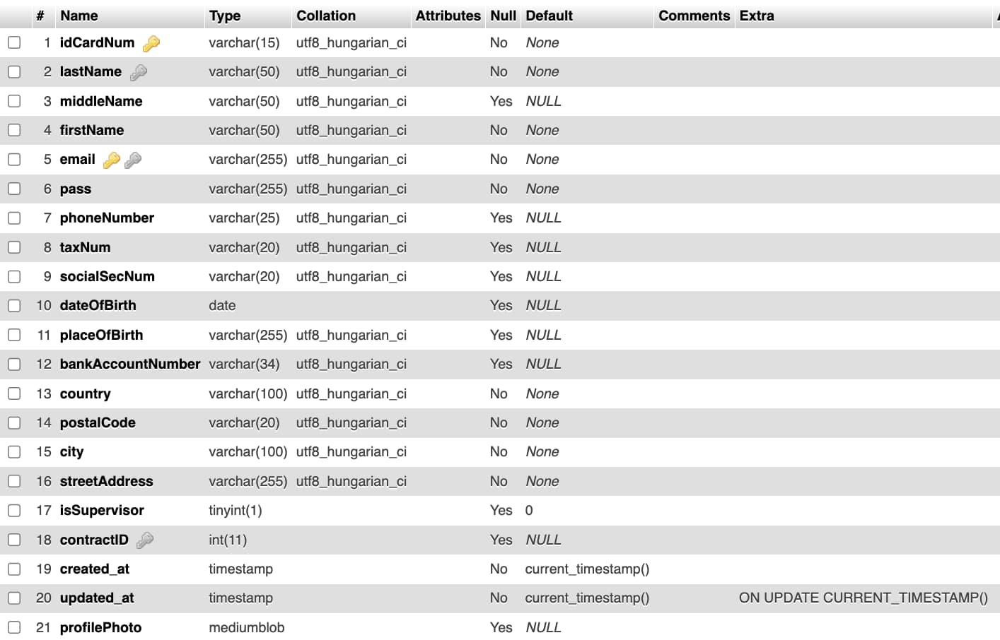 # Name Type Collation Attributes Null Default Comments Extra
1 idCardNum varchar(15) utf8_hungarian_ci No None
2 lastName varchar(50) utf8_hungarian_ci No None
3 middleName varchar(50) utf8_hungarian_ci Yes NULL
4 firstName varchar(50) utf8_hungarian_ci No None
5 email varchar(255) utf8_hungarian_ci No None
6 pass varchar(255) utf8_hungarian_ci No None
7 phoneNumber varchar(25) utf8_hungarian_ci Yes NULL
8 taxNum varchar(20) utf8_hungarian_ci Yes NULL
9 socialSecNum varchar(20) utf8_hungarian_ci Yes NULL
10 dateOfBirth date Yes NULL
11 placeOfBirth varchar(255) utf8_hungarian_ci Yes NULL
12 bankAccountNumber varchar(34) utf8_hungarian_ci Yes NULL
13 country varchar(100) utf8_hungarian_ci No None
14 postalCode varchar(20) utf8_hungarian_ci No None
15 city varchar(100) utf8_hungarian_ci No None
16 streetAddress varchar(255) utf8_hungarian_ci No None
17 isSupervisor tinyint(1) Yes 0
18 contractID int(11) Yes NULL
19 created_at timestamp No current_timestamp()
20 updated_at timestamp No current_timestamp() ON UPDATE CURRENT_TIMESTAMP()
21 profilePhoto mediumblob Yes NULL